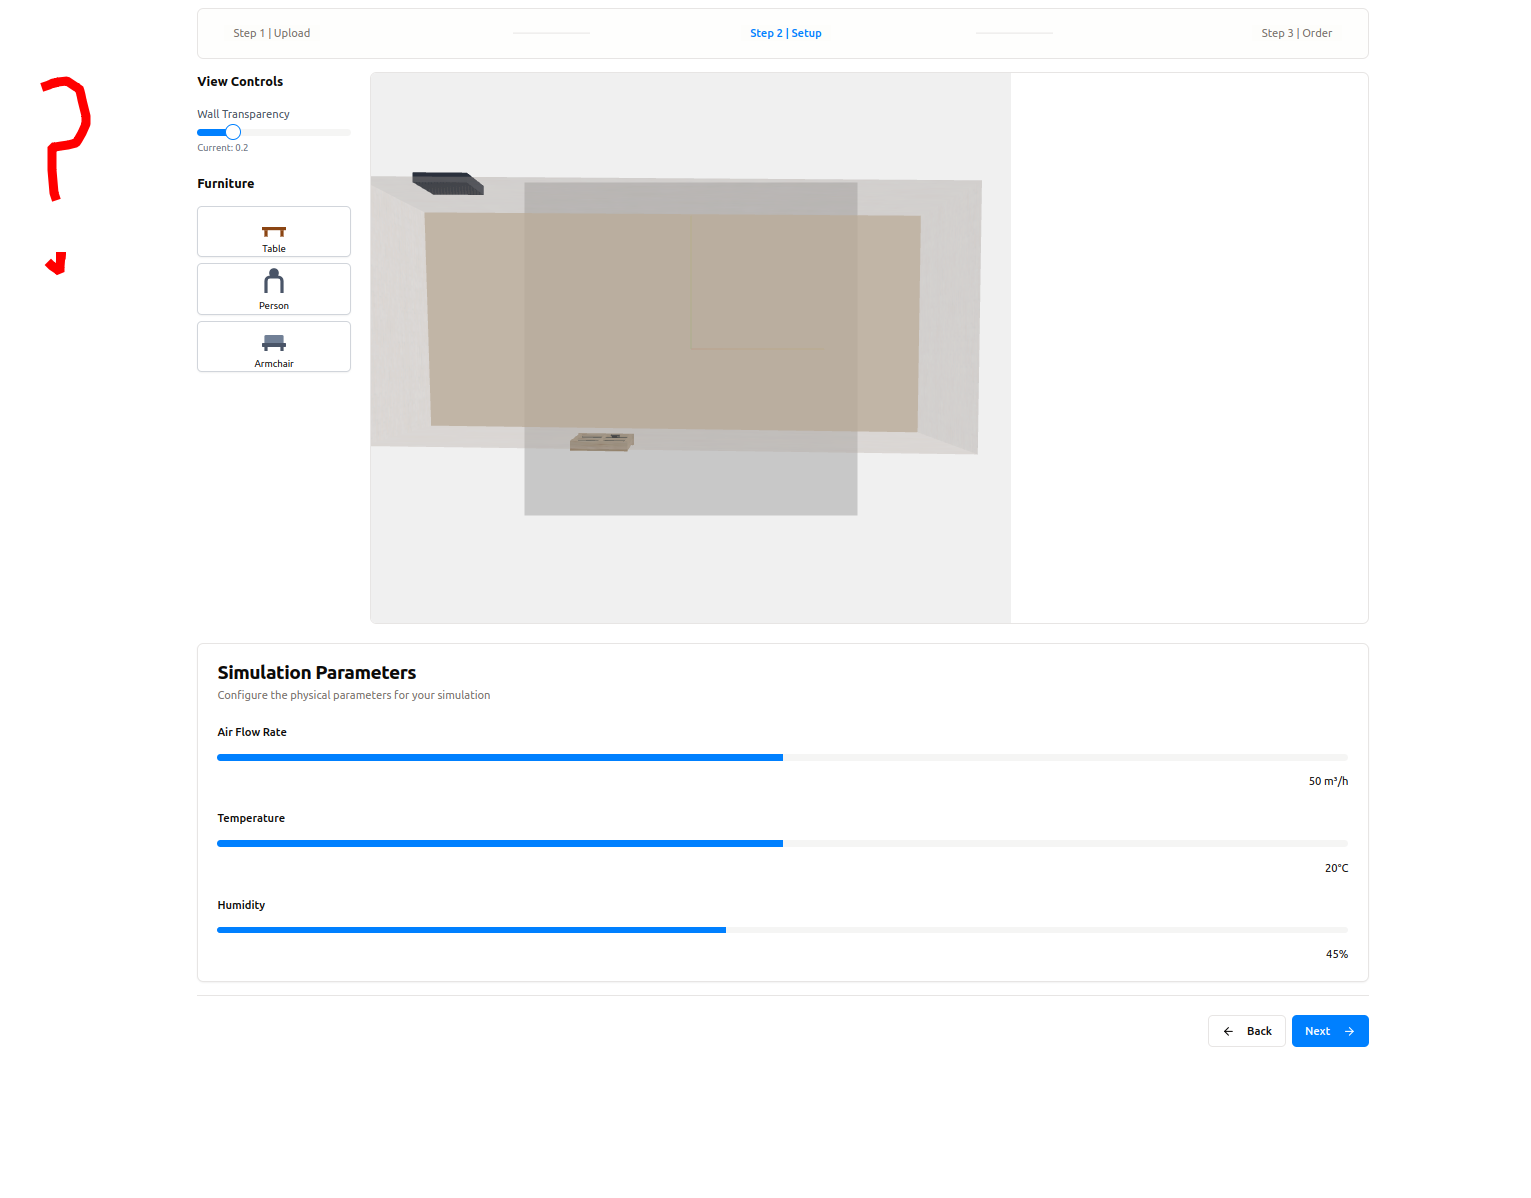 Step 1 | Upload
Step 2 | Setup
Step 3 | Order
View Controls
Wall Transparency
Current: 0.2
Furniture
Table
Person
Armchair
?
Simulation Parameters
Configure the physical parameters for your simulation
Air Flow Rate
50 m³/h
Temperature
20°C
Humidity
45%
Back
Next